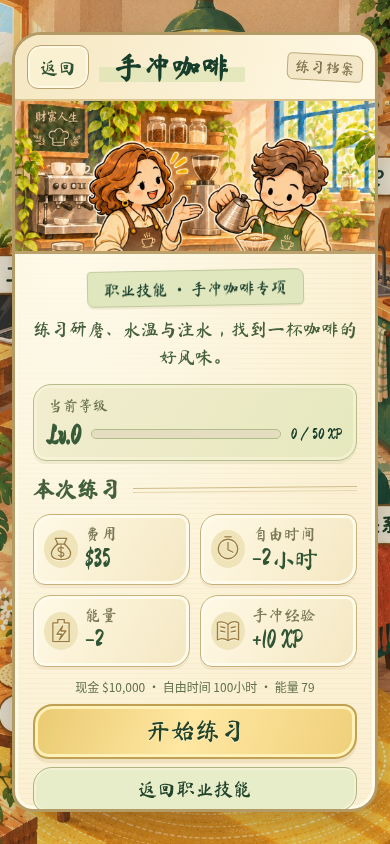 返回
手冲咖啡
练习档案
财富人生
职业技能 · 手冲咖啡专项
练习研磨、水温与注水，找到一杯咖啡的
好风味。
当前等级
Lv.0
0 / 50 XP
本次练习
费用
$35
自由时间
-2小时
能量
-2
手冲经验
+10 XP
现金 $10,000 · 自由时间 100小时 · 能量 79
开始练习
返回职业技能